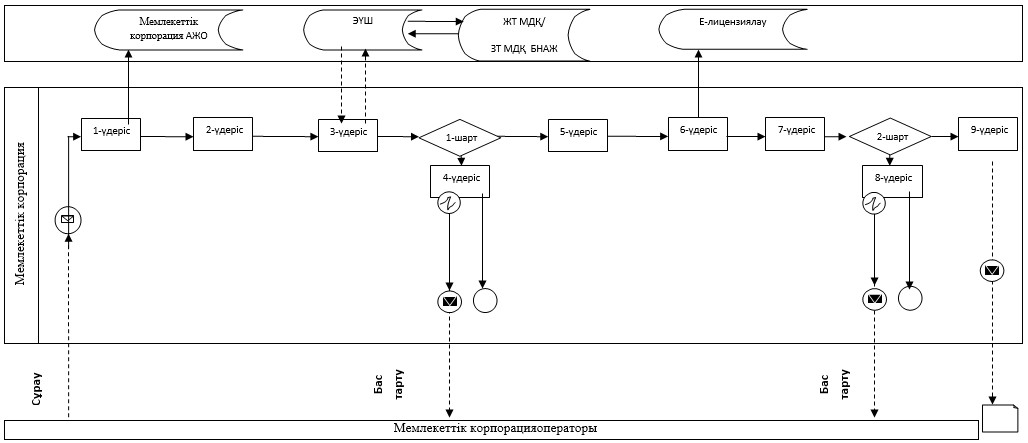 Мемлекеттік
корпорация АЖО
ЭҮШ
ЖТ МДҚ/
ЗТ МДҚ БНАЖ
Е-лицензиялау
Мемлекеттік корпорация
1-үдеріс
2-үдеріс
3-үдеріс
1-шарт
5-үдеріс
6-үдеріс
7-үдеріс
2-шарт
9-үдеріс
4-үдеріс
8-үдеріс
Сұрау
Бас
тарту
Бас
тарту
Мемлекеттік корпорацияоператоры